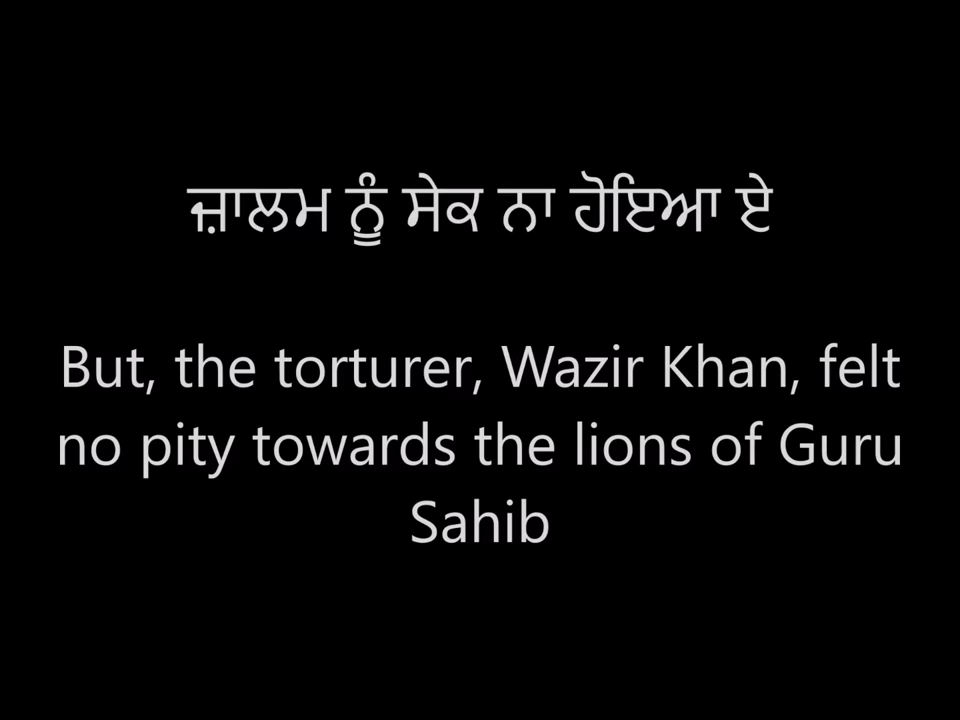 ਜ਼ਾਲਮ ਨੂੰ ਸੇਕ ਨਾ ਹੋਇਆ ਏ
But, the torturer, Wazir Khan, felt
no pity towards the lions of Guru
Sahib